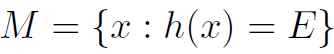 M = {x : h(x) = E}